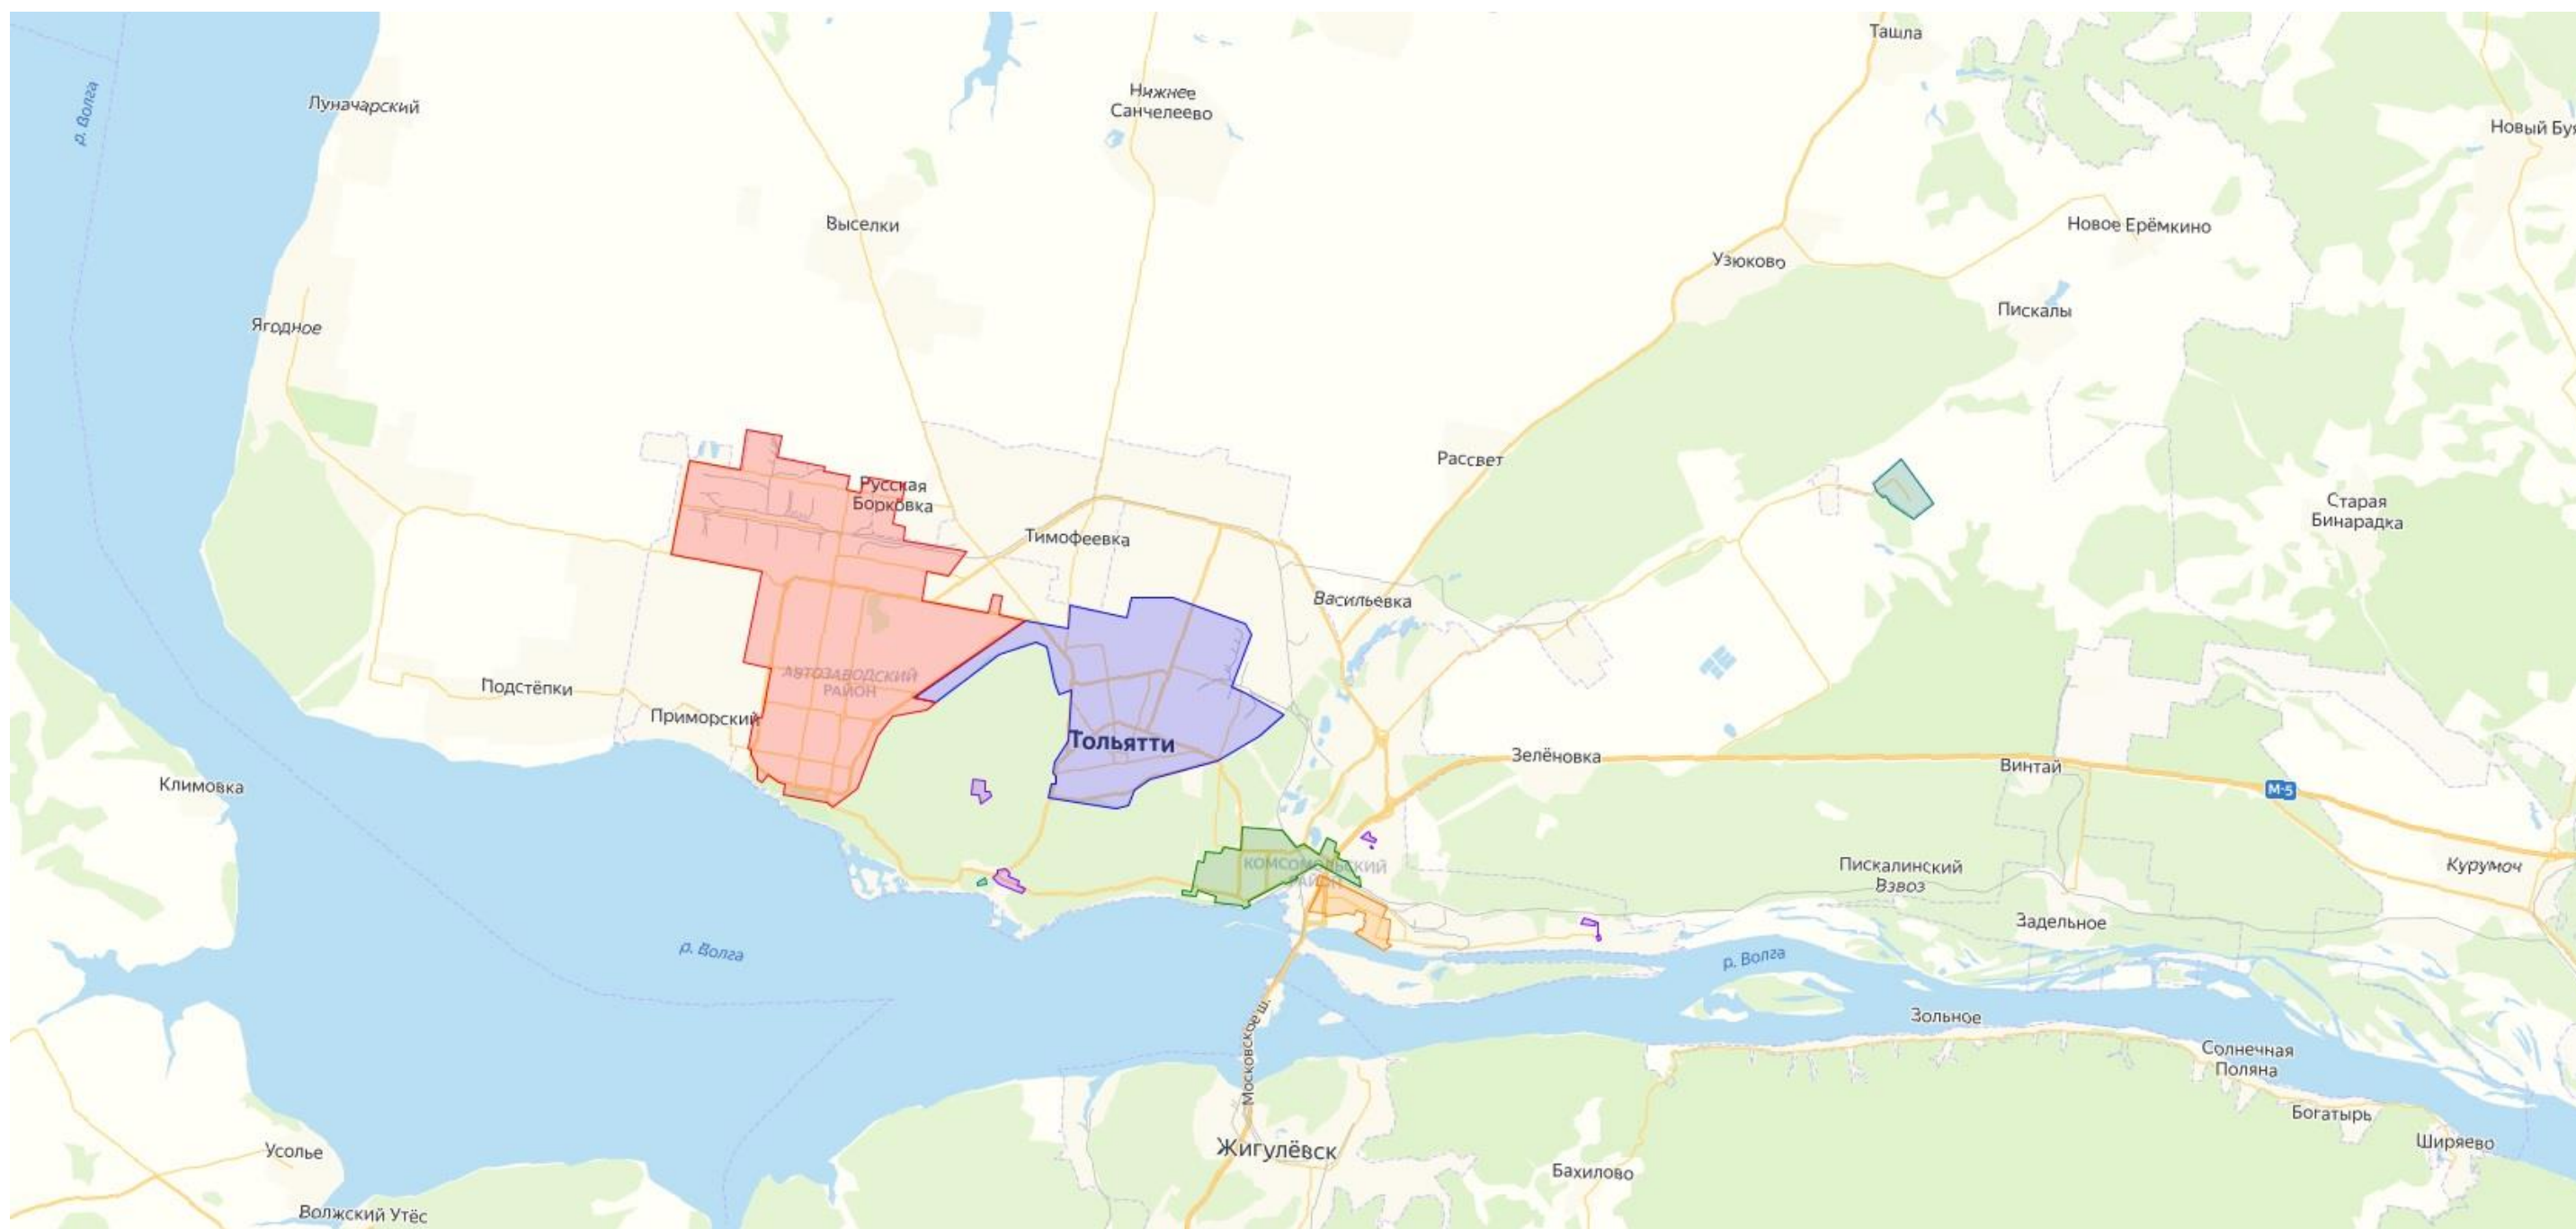 Ташла
р. Волга
Луначарский
Нижнее
Санчелеево
Новый Буя
Выселки
Новое Ерёмкино
Узюково
Пискалы
Ягодное
Рассвет
Русская
Борковка
Старая
Бинарадка
Тимофеевка
Васильевка
АВТОЗАВОДСКИЙ
РАЙОН
Подстёпки
Приморский
Тольятти
Зелёновка
Винтай
Климовка
М-5
КОМСОМОЛЬСКИЙ
РАЙОН
Пискалинский
Взвоз
Курумоч
Задельное
р. Волга
р. Волга
Зольное
Московское ш.
Солнечная
Поляна
Богатырь
Ширяево
Жигулёвск
Усолье
Бахилово
Волжский Утёс